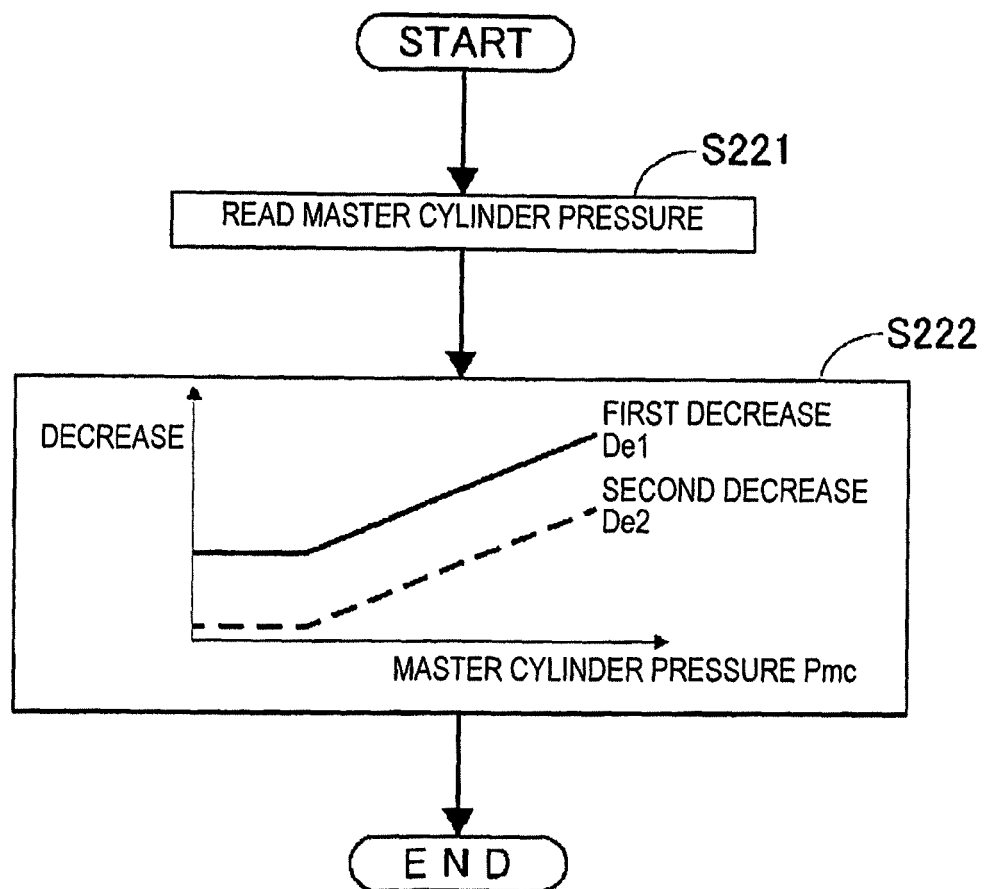 START
S221
READ MASTER CYLINDER PRESSURE
S222
DECREASE
FIRST DECREASE
De1
SECOND DECREASE
De2
MASTER CYLINDER PRESSURE Pmc
END